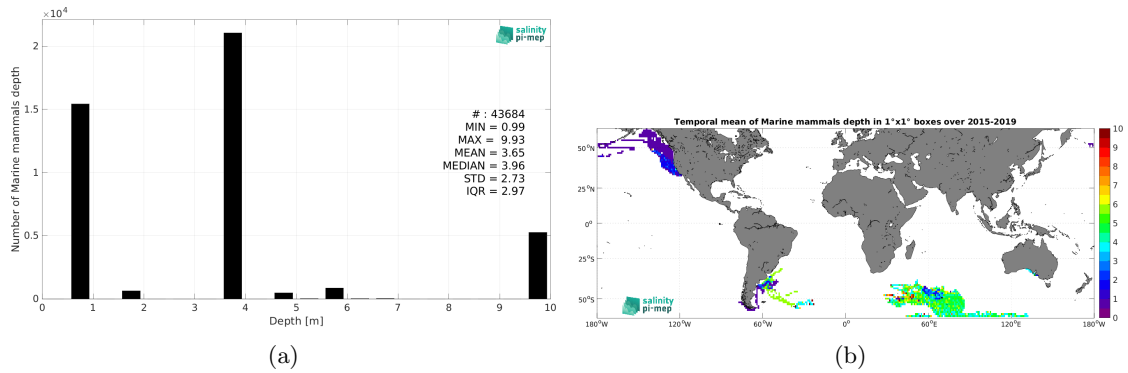 ×10⁴
salinity
pi-mep
2
1.5
1
0.5
0
Number of Marine mammals depth
# : 43684
MIN = 0.99
MAX = 9.93
MEAN = 3.65
MEDIAN = 3.96
STD = 2.73
IQR = 2.97
0 1 2 3 4 5 6 7 8 9 10
Depth [m]
(a)
Temporal mean of Marine mammals depth in 1°x1° boxes over 2015-2019
50°N
25°N
0°
25°S
50°S
salinity
pi-mep
180°W 120°W 60°W 0° 60°E 120°E 180°W
10
9
8
7
6
5
4
3
2
1
0
(b)